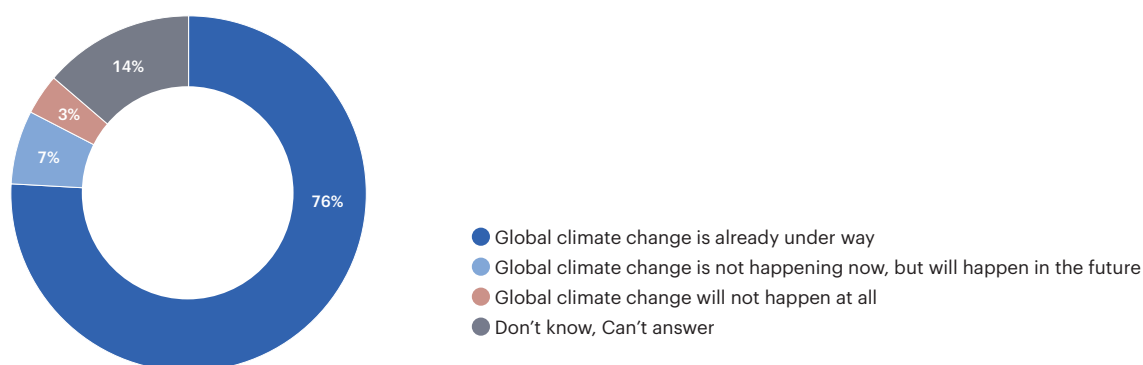 14%
3%
7%
76%
Global climate change is already under way
Global climate change is not happening now, but will happen in the future
Global climate change will not happen at all
Don’t know, Can’t answer